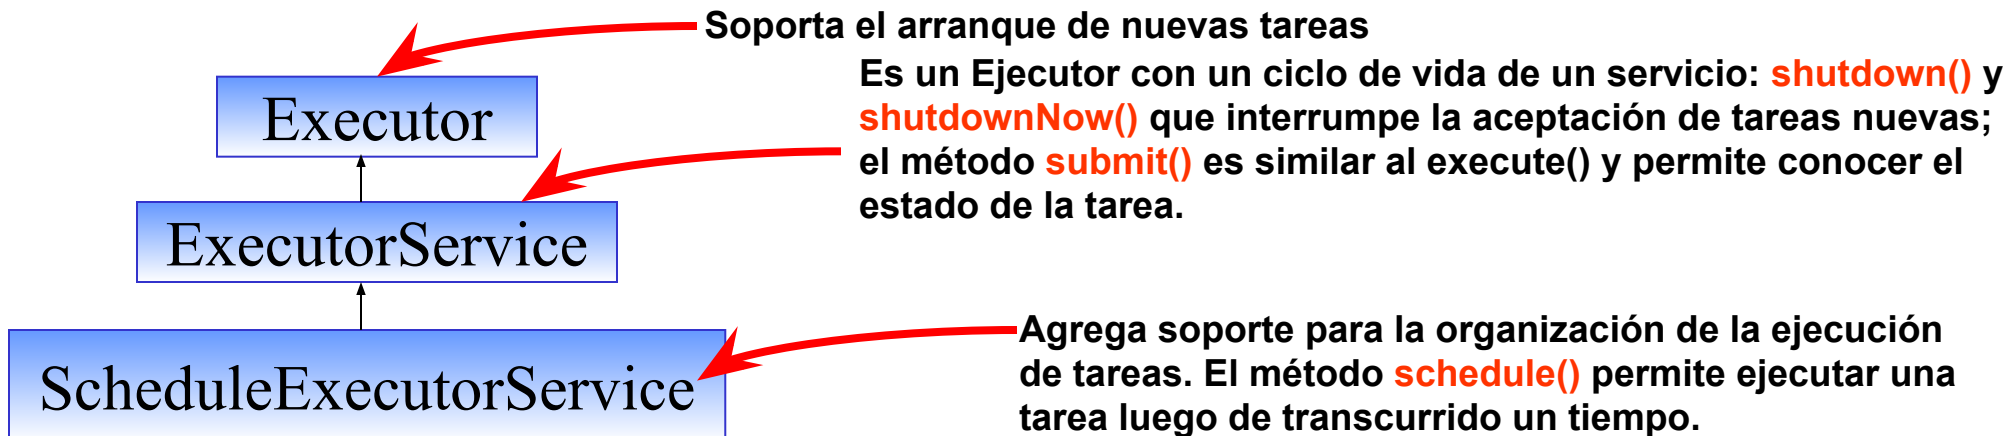 Soporta el arranque de nuevas tareas
Executor
Es un Ejecutor con un ciclo de vida de un servicio: shutdown() y
shutdownNow() que interrumpe la aceptación de tareas nuevas;
el método submit() es similar al execute() y permite conocer el
estado de la tarea.
ExecutorService
ScheduleExecutorService
Agrega soporte para la organización de la ejecución
de tareas. El método schedule() permite ejecutar una
tarea luego de transcurrido un tiempo.